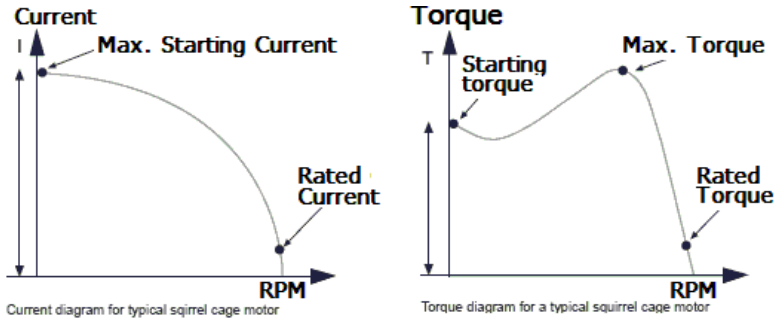 Current
I
Max. Starting Current
Rated
Current
RPM
Current diagram for typical sqirrel cage motor
Torque
T
Starting
torque
Max. Torque
Rated
Torque
RPM
Torque diagram for a typical squirrel cage motor